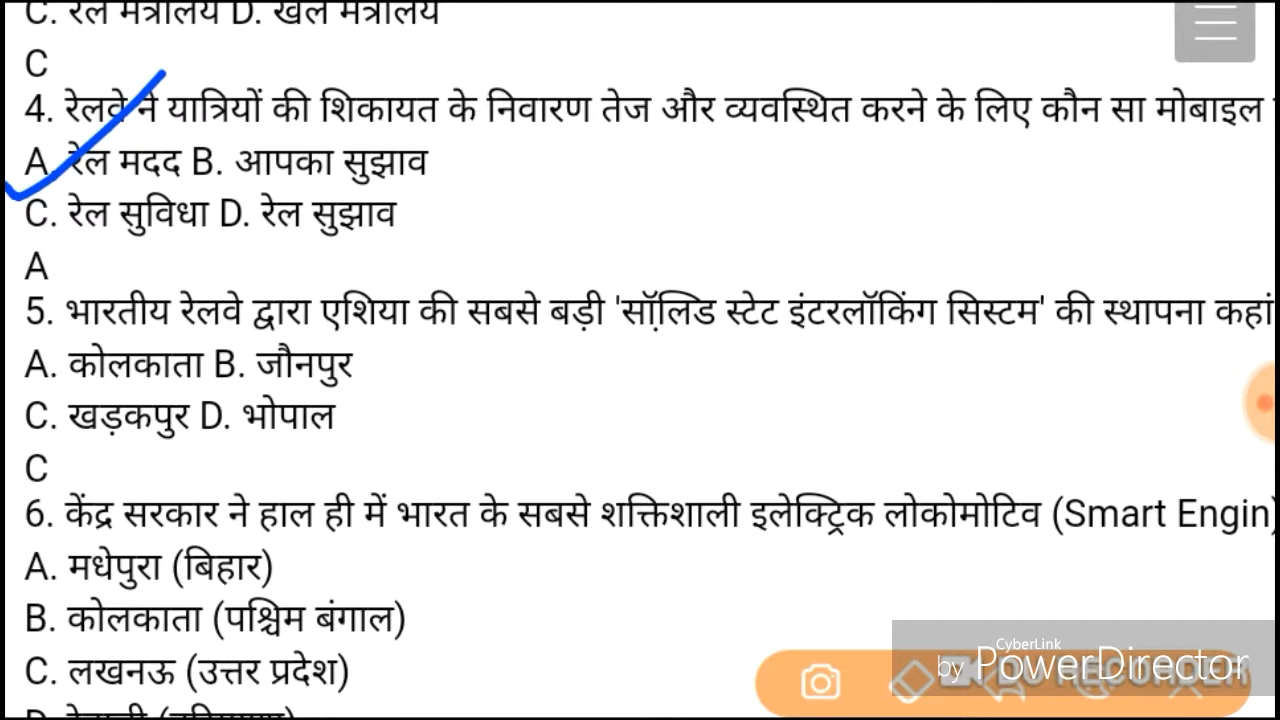 C. रेल मंत्रालय D. खेल मंत्रालय
C
4. रेलवे ने यात्रियों की शिकायत के निवारण तेज और व्यवस्थित करने के लिए कौन सा मोबाइल
A. रेल मदद B. आपका सुझाव
C. रेल सुविधा D. रेल सुझाव
A
5. भारतीय रेलवे द्वारा एशिया की सबसे बड़ी 'सॉलिड स्टेट इंटरलॉकिंग सिस्टम' की स्थापना कहां
A. कोलकाता B. जौनपुर
C. खड़कपुर D. भोपाल
C
6. केंद्र सरकार ने हाल ही में भारत के सबसे शक्तिशाली इलेक्ट्रिक लोकोमोटिव (Smart Engin)
A. मधेपुरा (बिहार)
B. कोलकाता (पश्चिम बंगाल)
C. लखनऊ (उत्तर प्रदेश)
CyberLink
by PowerDirector